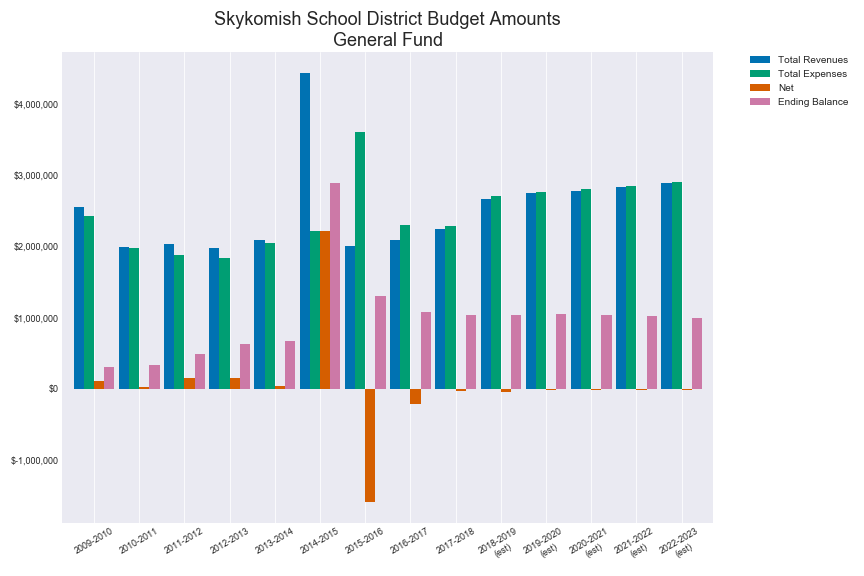 Skykomish School District Budget Amounts
General Fund
Total Revenues
Total Expenses
Net
Ending Balance
$4,000,000
$3,000,000
$2,000,000
$1,000,000
$0
$-1,000,000
2009-2010
2010-2011
2011-2012
2012-2013
2013-2014
2014-2015
2015-2016
2016-2017
2017-2018
2018-2019
(est)
2019-2020
(est)
2020-2021
(est)
2021-2022
(est)
2022-2023
(est)